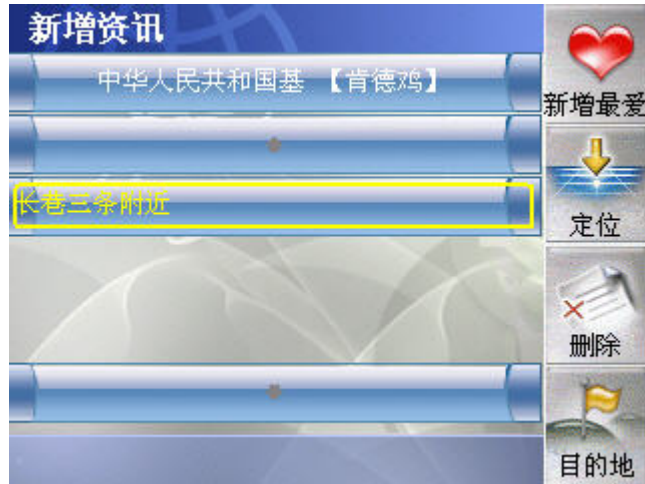 新增资讯
中华人民共和国基 【肯德鸡】
长巷三条附近
新增最爱
定位
删除
目的地